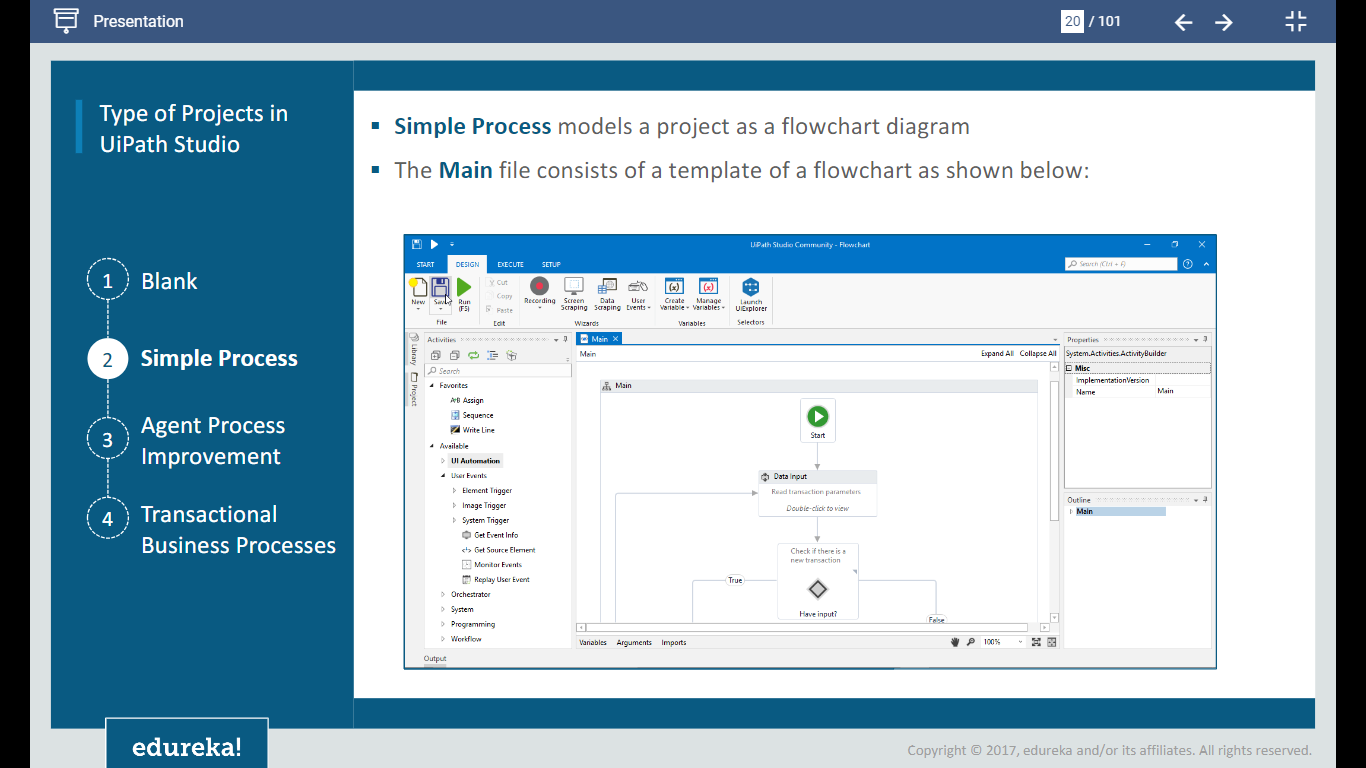 Presentation
20 / 101
Type of Projects in
UiPath Studio
1 Blank
2 Simple Process
3 Agent Process
Improvement
4 Transactional
Business Processes
edureka!
▪ Simple Process models a project as a flowchart diagram
▪ The Main file consists of a template of a flowchart as shown below:
UiPath Studio Community - Flowchart
START DESIGN EXECUTE SETUP
Search (Ctrl + F)
New
Save
Run
(F5)
File
Cut
Copy
Paste
Edit
Recording
Screen
Scraping
Data
Scraping
User
Events
Wizards
Create
Variable
Manage
Variables
Variables
Launch
UiExplorer
Selectors
Library
Project
Activities
Search
Favorites
A+B Assign
Sequence
Write Line
Available
UI Automation
User Events
Element Trigger
Image Trigger
System Trigger
Get Event Info
Get Source Element
Monitor Events
Replay User Event
Orchestrator
System
Programming
Workflow
Output
Main
Main
Expand All Collapse All
Main
Start
Data Input
Read transaction parameters
Double-click to view
Check if there is a
new transaction
True
Have input?
False
Variables Arguments Imports
100%
Properties
System.Activities.ActivityBuilder
Misc
ImplementationVersion
Name Main
Outline
Main
Copyright © 2017, edureka and/or its affiliates. All rights reserved.